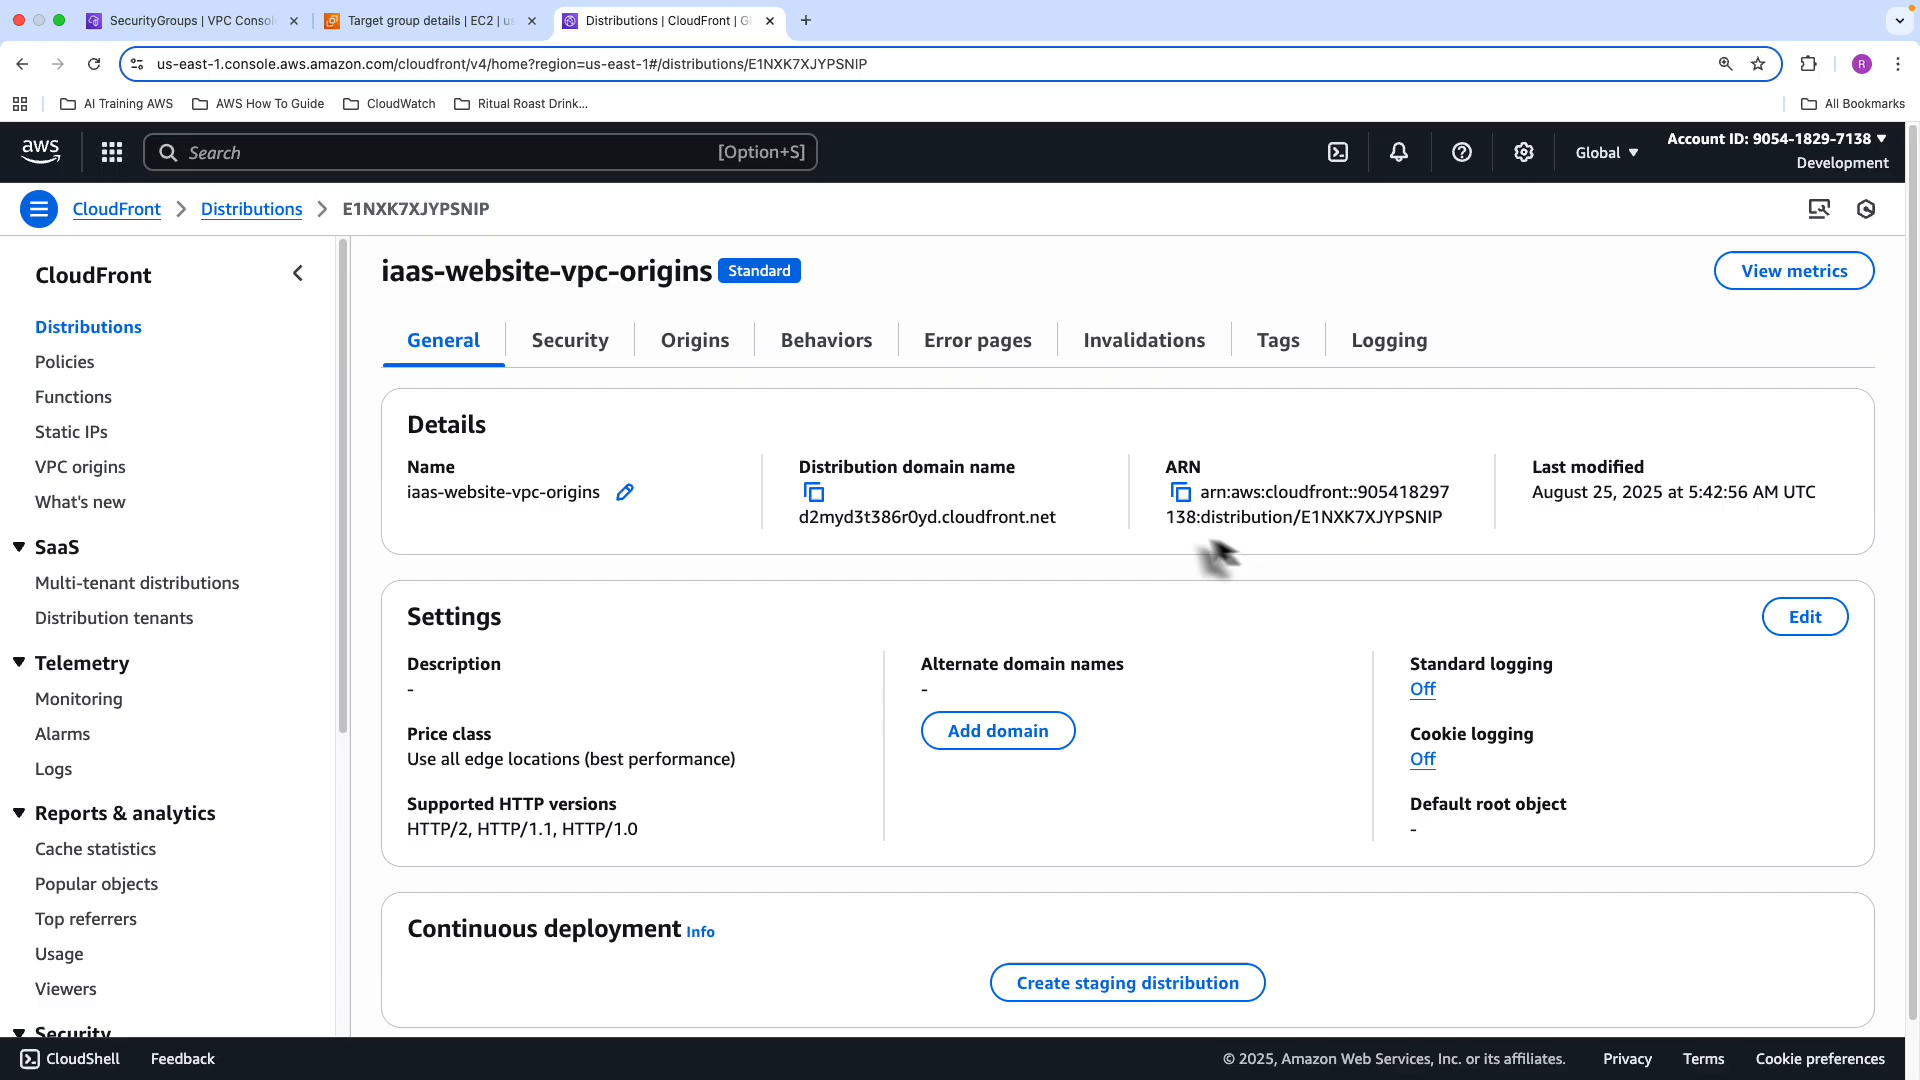 SecurityGroups | VPC Consol
Target group details | EC2 | us
Distributions | CloudFront | Gl
us-east-1.console.aws.amazon.com/cloudfront/v4/home?region=us-east-1#/distributions/E1NXK7XJYPSNIP
R
AI Training AWS
AWS How To Guide
CloudWatch
Ritual Roast Drink...
All Bookmarks
aws
Search
[Option+S]
Global
Account ID: 9054-1829-7138
Development
CloudFront
Distributions
E1NXK7XJYPSNIP
CloudFront
Distributions
Policies
Functions
Static IPs
VPC origins
What's new
SaaS
Multi-tenant distributions
Distribution tenants
Telemetry
Monitoring
Alarms
Logs
Reports & analytics
Cache statistics
Popular objects
Top referrers
Usage
Viewers
Security
iaas-website-vpc-origins
Standard
View metrics
General
Security
Origins
Behaviors
Error pages
Invalidations
Tags
Logging
Details
Name
iaas-website-vpc-origins
Distribution domain name
d2myd3t386r0yd.cloudfront.net
ARN
arn:aws:cloudfront::905418297
138:distribution/E1NXK7XJYPSNIP
Last modified
August 25, 2025 at 5:42:56 AM UTC
Settings
Edit
Description
-
Price class
Use all edge locations (best performance)
Supported HTTP versions
HTTP/2, HTTP/1.1, HTTP/1.0
Alternate domain names
-
Add domain
Standard logging
Off
Cookie logging
Off
Default root object
-
Continuous deployment Info
Create staging distribution
CloudShell
Feedback
© 2025, Amazon Web Services, Inc. or its affiliates.
Privacy
Terms
Cookie preferences